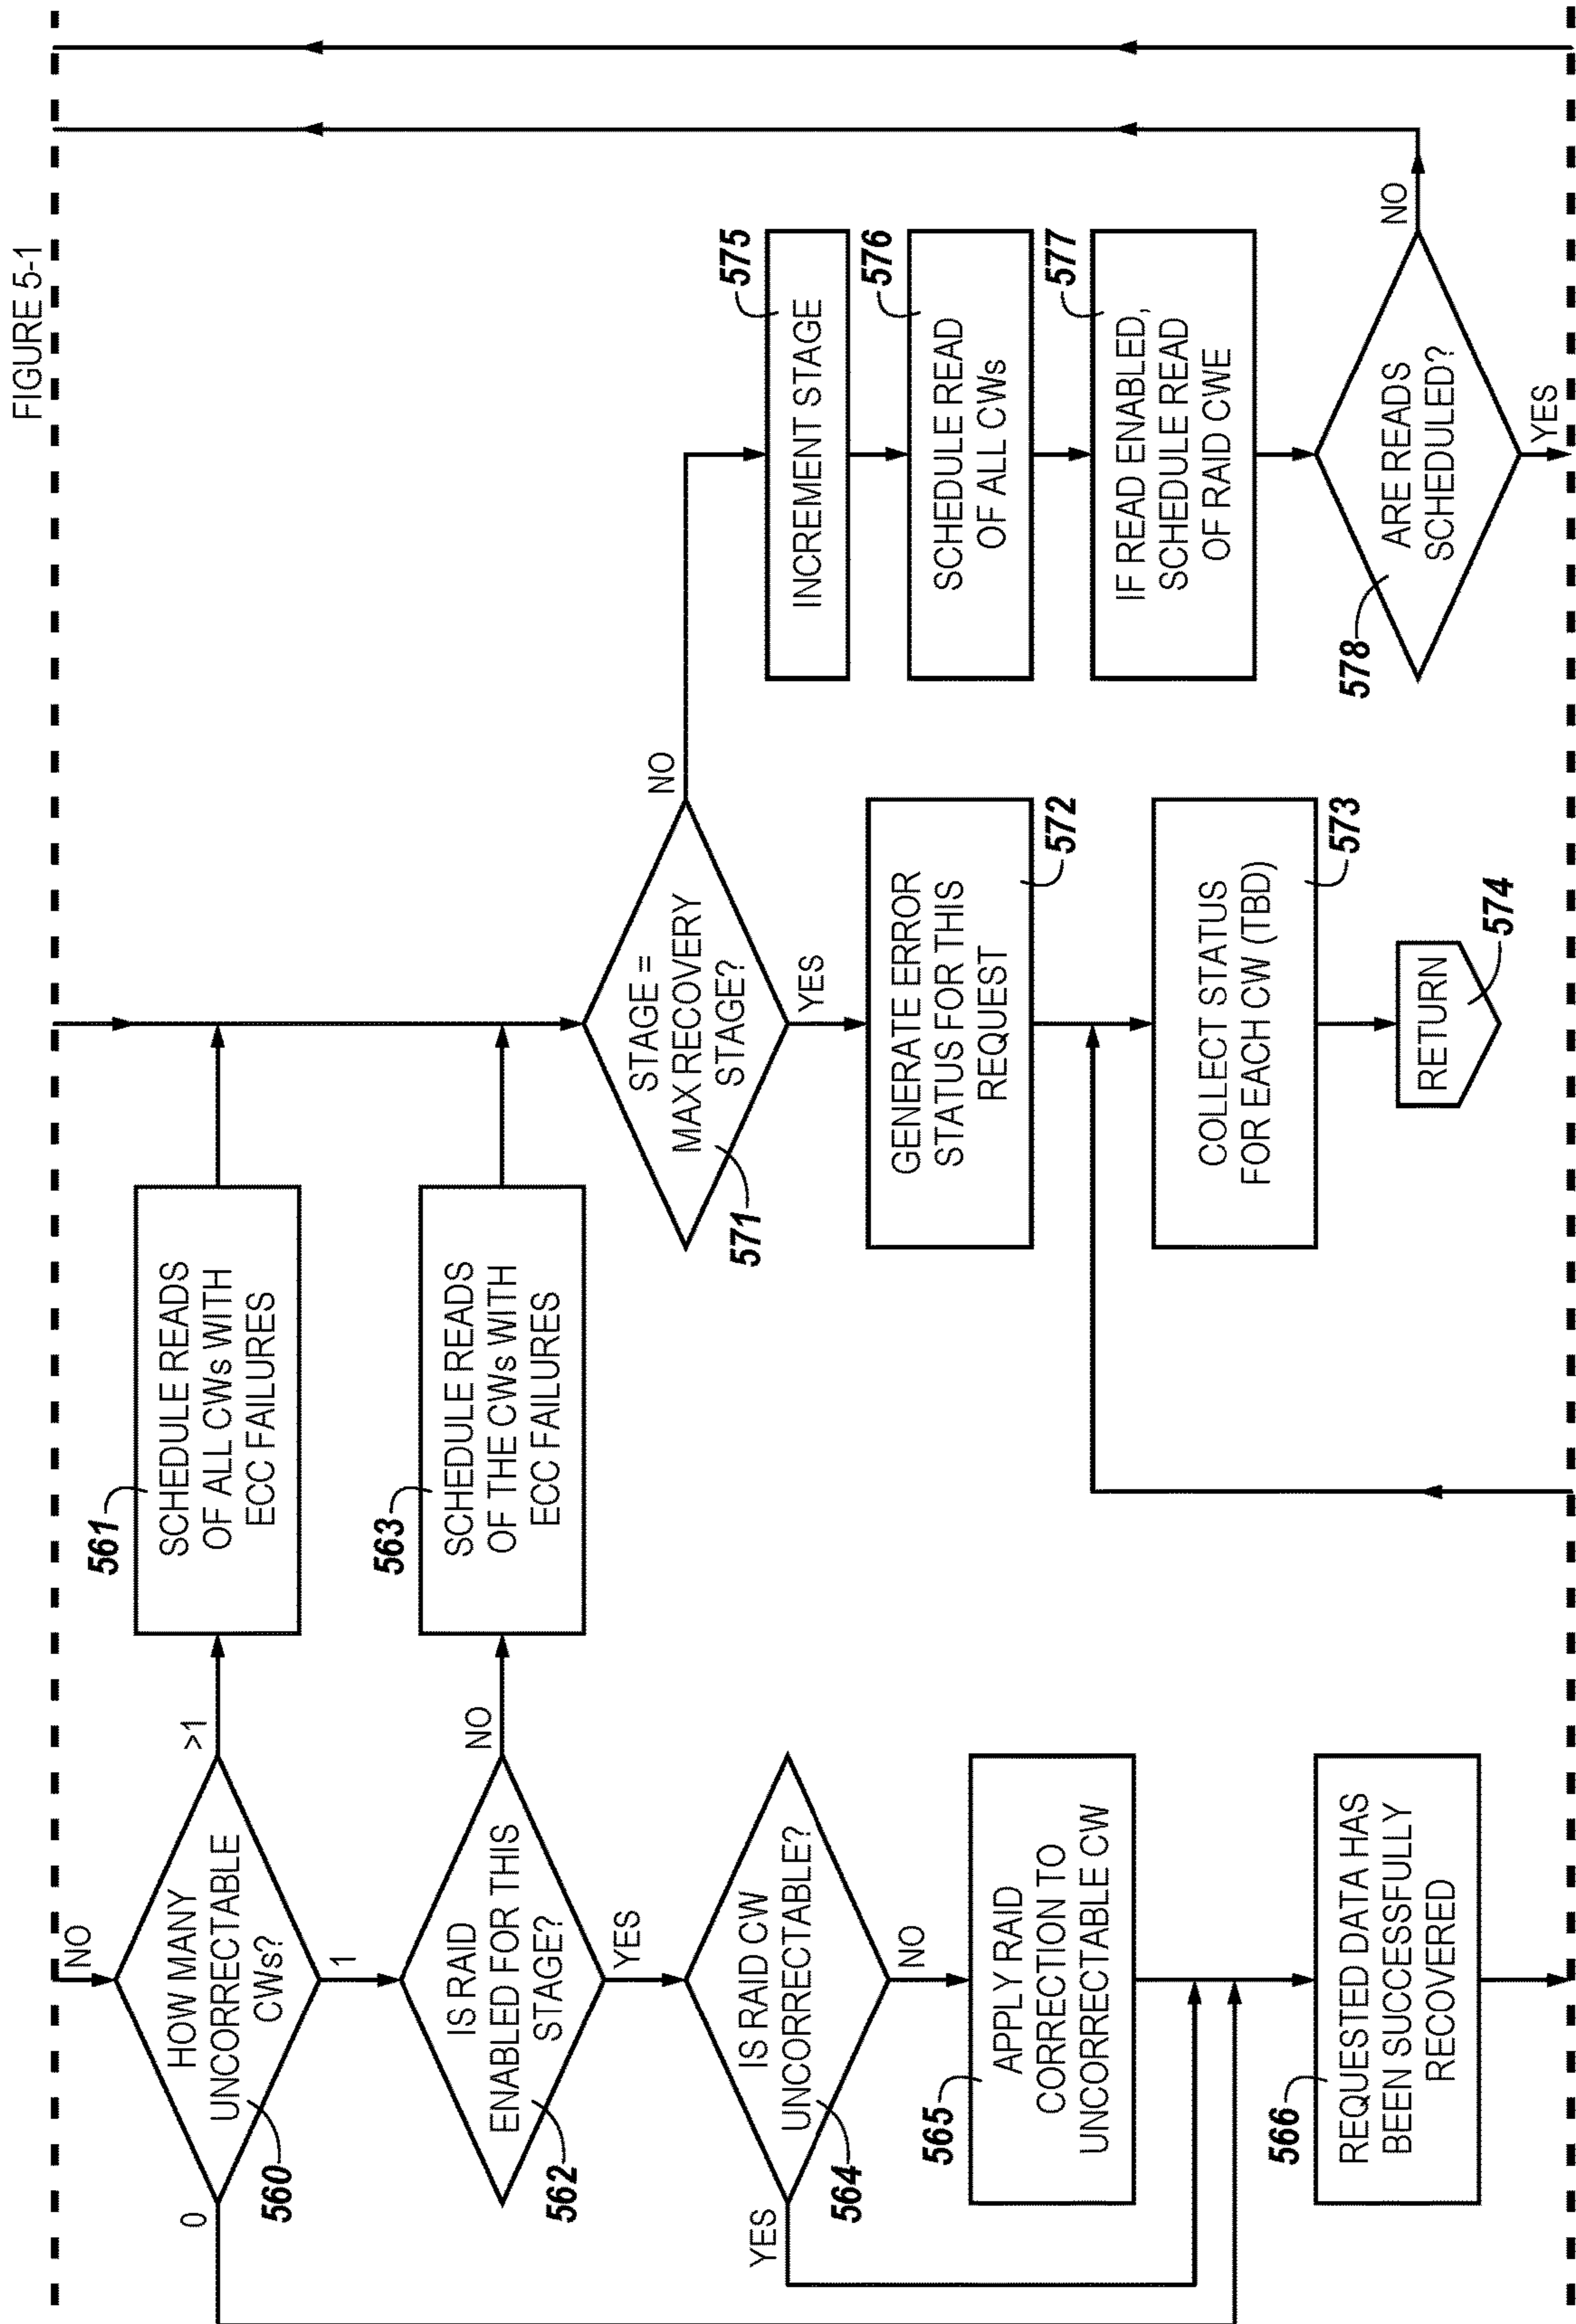 FIGURE 5-1
NO
HOW MANY
UNCORRECTABLE
CWs?
560
0
>1
1
561
SCHEDULE READS
OF ALL CWs WITH
ECC FAILURES
IS RAID
ENABLED FOR THIS
STAGE?
562
NO
YES
563
SCHEDULE READS
OF THE CWs WITH
ECC FAILURES
IS RAID CW
UNCORRECTABLE?
564
YES
NO
565
APPLY RAID
CORRECTION TO
UNCORRECTABLE CW
566
REQUESTED DATA HAS
BEEN SUCCESSFULLY
RECOVERED
STAGE =
MAX RECOVERY
STAGE?
571
NO
YES
GENERATE ERROR
STATUS FOR THIS
REQUEST
572
COLLECT STATUS
FOR EACH CW (TBD)
573
RETURN
574
575
INCREMENT STAGE
576
SCHEDULE READ
OF ALL CWs
577
IF READ ENABLED,
SCHEDULE READ
OF RAID CWE
ARE READS
SCHEDULED?
578
NO
YES